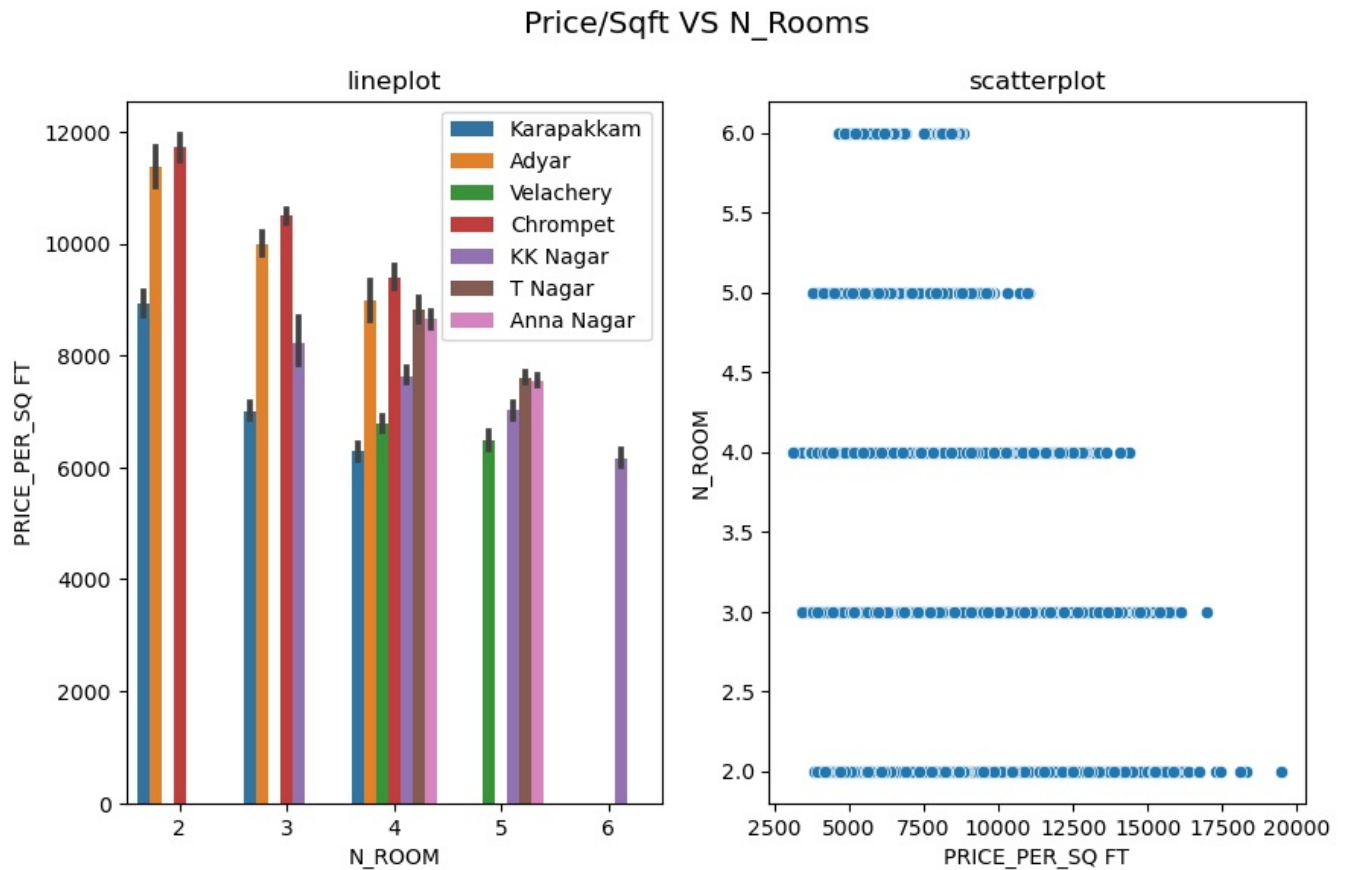 Price/Sqft VS N_Rooms
lineplot
12000
10000
8000
6000
4000
2000
0
PRICE_PER_SQ FT
2 3 4 5 6
N_ROOM
Karapakkam
Adyar
Velachery
Chrompet
KK Nagar
T Nagar
Anna Nagar
scatterplot
6.0
5.5
5.0
4.5
4.0
3.5
3.0
2.5
2.0
N_ROOM
2500 5000 7500 10000 12500 15000 17500 20000
PRICE_PER_SQ FT